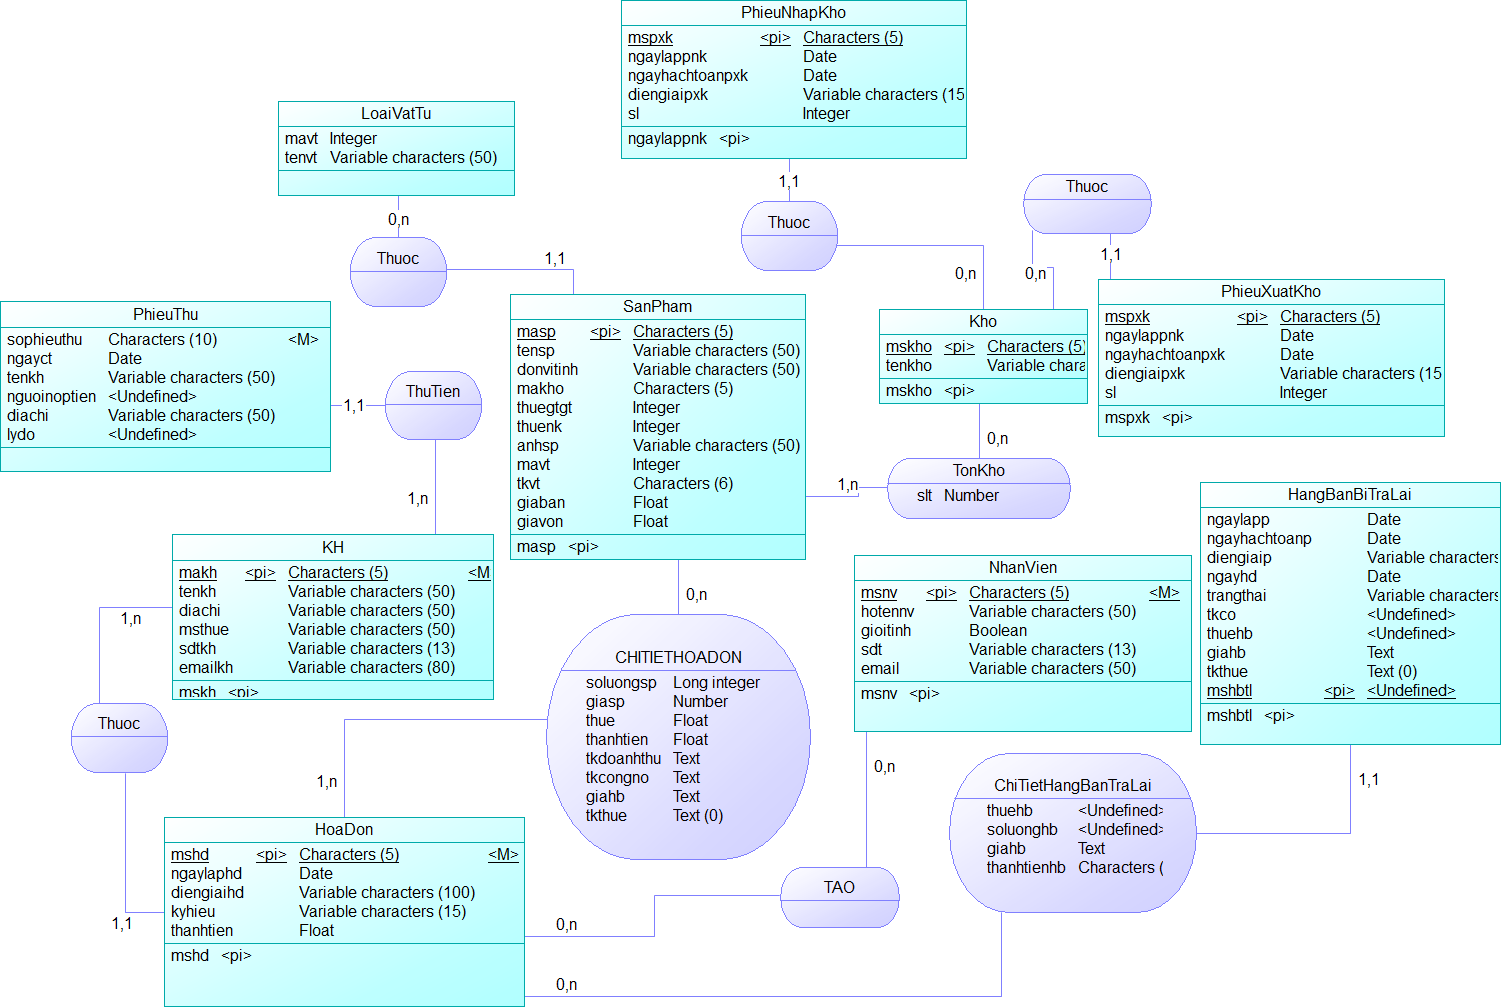 PhieuNhapKho
mspxk <pi> Characters (5)
ngaylappnk Date
ngayhachtoanpxk Date
diengiaipxk Variable characters (15
sl Integer
ngaylappnk <pi>
LoaiVatTu
mavt Integer
tenvt Variable characters (50)
1,1
Thuoc
Thuoc
0,n
Thuoc
1,1
0,n
0,n
1,1
PhieuThu
sophieuthu Characters (10) <M>
ngayct Date
tenkh Variable characters (50)
nguoinoptien <Undefined>
diachi Variable characters (50)
lydo <Undefined>
SanPham
masp <pi> Characters (5)
tensp Variable characters (50)
donvitinh Variable characters (50)
makho Characters (5)
thuegtgt Integer
thuenk Integer
anhsp Variable characters (50)
mavt Integer
tkvt Characters (6)
giaban Float
giavon Float
masp <pi>
Kho
mskho <pi> Characters (5)
tenkho Variable chara
mskho <pi>
PhieuXuatKho
mspxk <pi> Characters (5)
ngaylappnk Date
ngayhachtoanpxk Date
diengiaipxk Variable characters (15
sl Integer
mspxk <pi>
ThuTien
1,1
0,n
TonKho
slt Number
1,n
1,n
KH
makh <pi> Characters (5) <M
tenkh Variable characters (50)
diachi Variable characters (50)
msthue Variable characters (50)
sdtkh Variable characters (13)
emailkh Variable characters (80)
mskh <pi>
HangBanBiTraLai
ngaylapp Date
ngayhachtoanp Date
diengiaip Variable characters
ngayhd Date
trangthai Variable characters
tkco <Undefined>
thuehb <Undefined>
giahb Text
tkthue Text (0)
mshbtl <pi> <Undefined>
mshbtl <pi>
NhanVien
msnv <pi> Characters (5) <M>
hotennv Variable characters (50)
gioitinh Boolean
sdt Variable characters (13)
email Variable characters (50)
msnv <pi>
0,n
1,n
CHITIETHOADON
soluongsp Long integer
giasp Number
thue Float
thanhtien Float
tkdoanhthu Text
tkcongno Text
giahb Text
tkthue Text (0)
Thuoc
1,n
0,n
1,1
ChiTietHangBanTraLai
thuehb <Undefined>
soluonghb <Undefined>
giahb Text
thanhtienhb Characters (
HoaDon
mshd <pi> Characters (5) <M>
ngaylaphd Date
diengiaihd Variable characters (100)
kyhieu Variable characters (15)
thanhtien Float
mshd <pi>
TAO
1,1
0,n
0,n